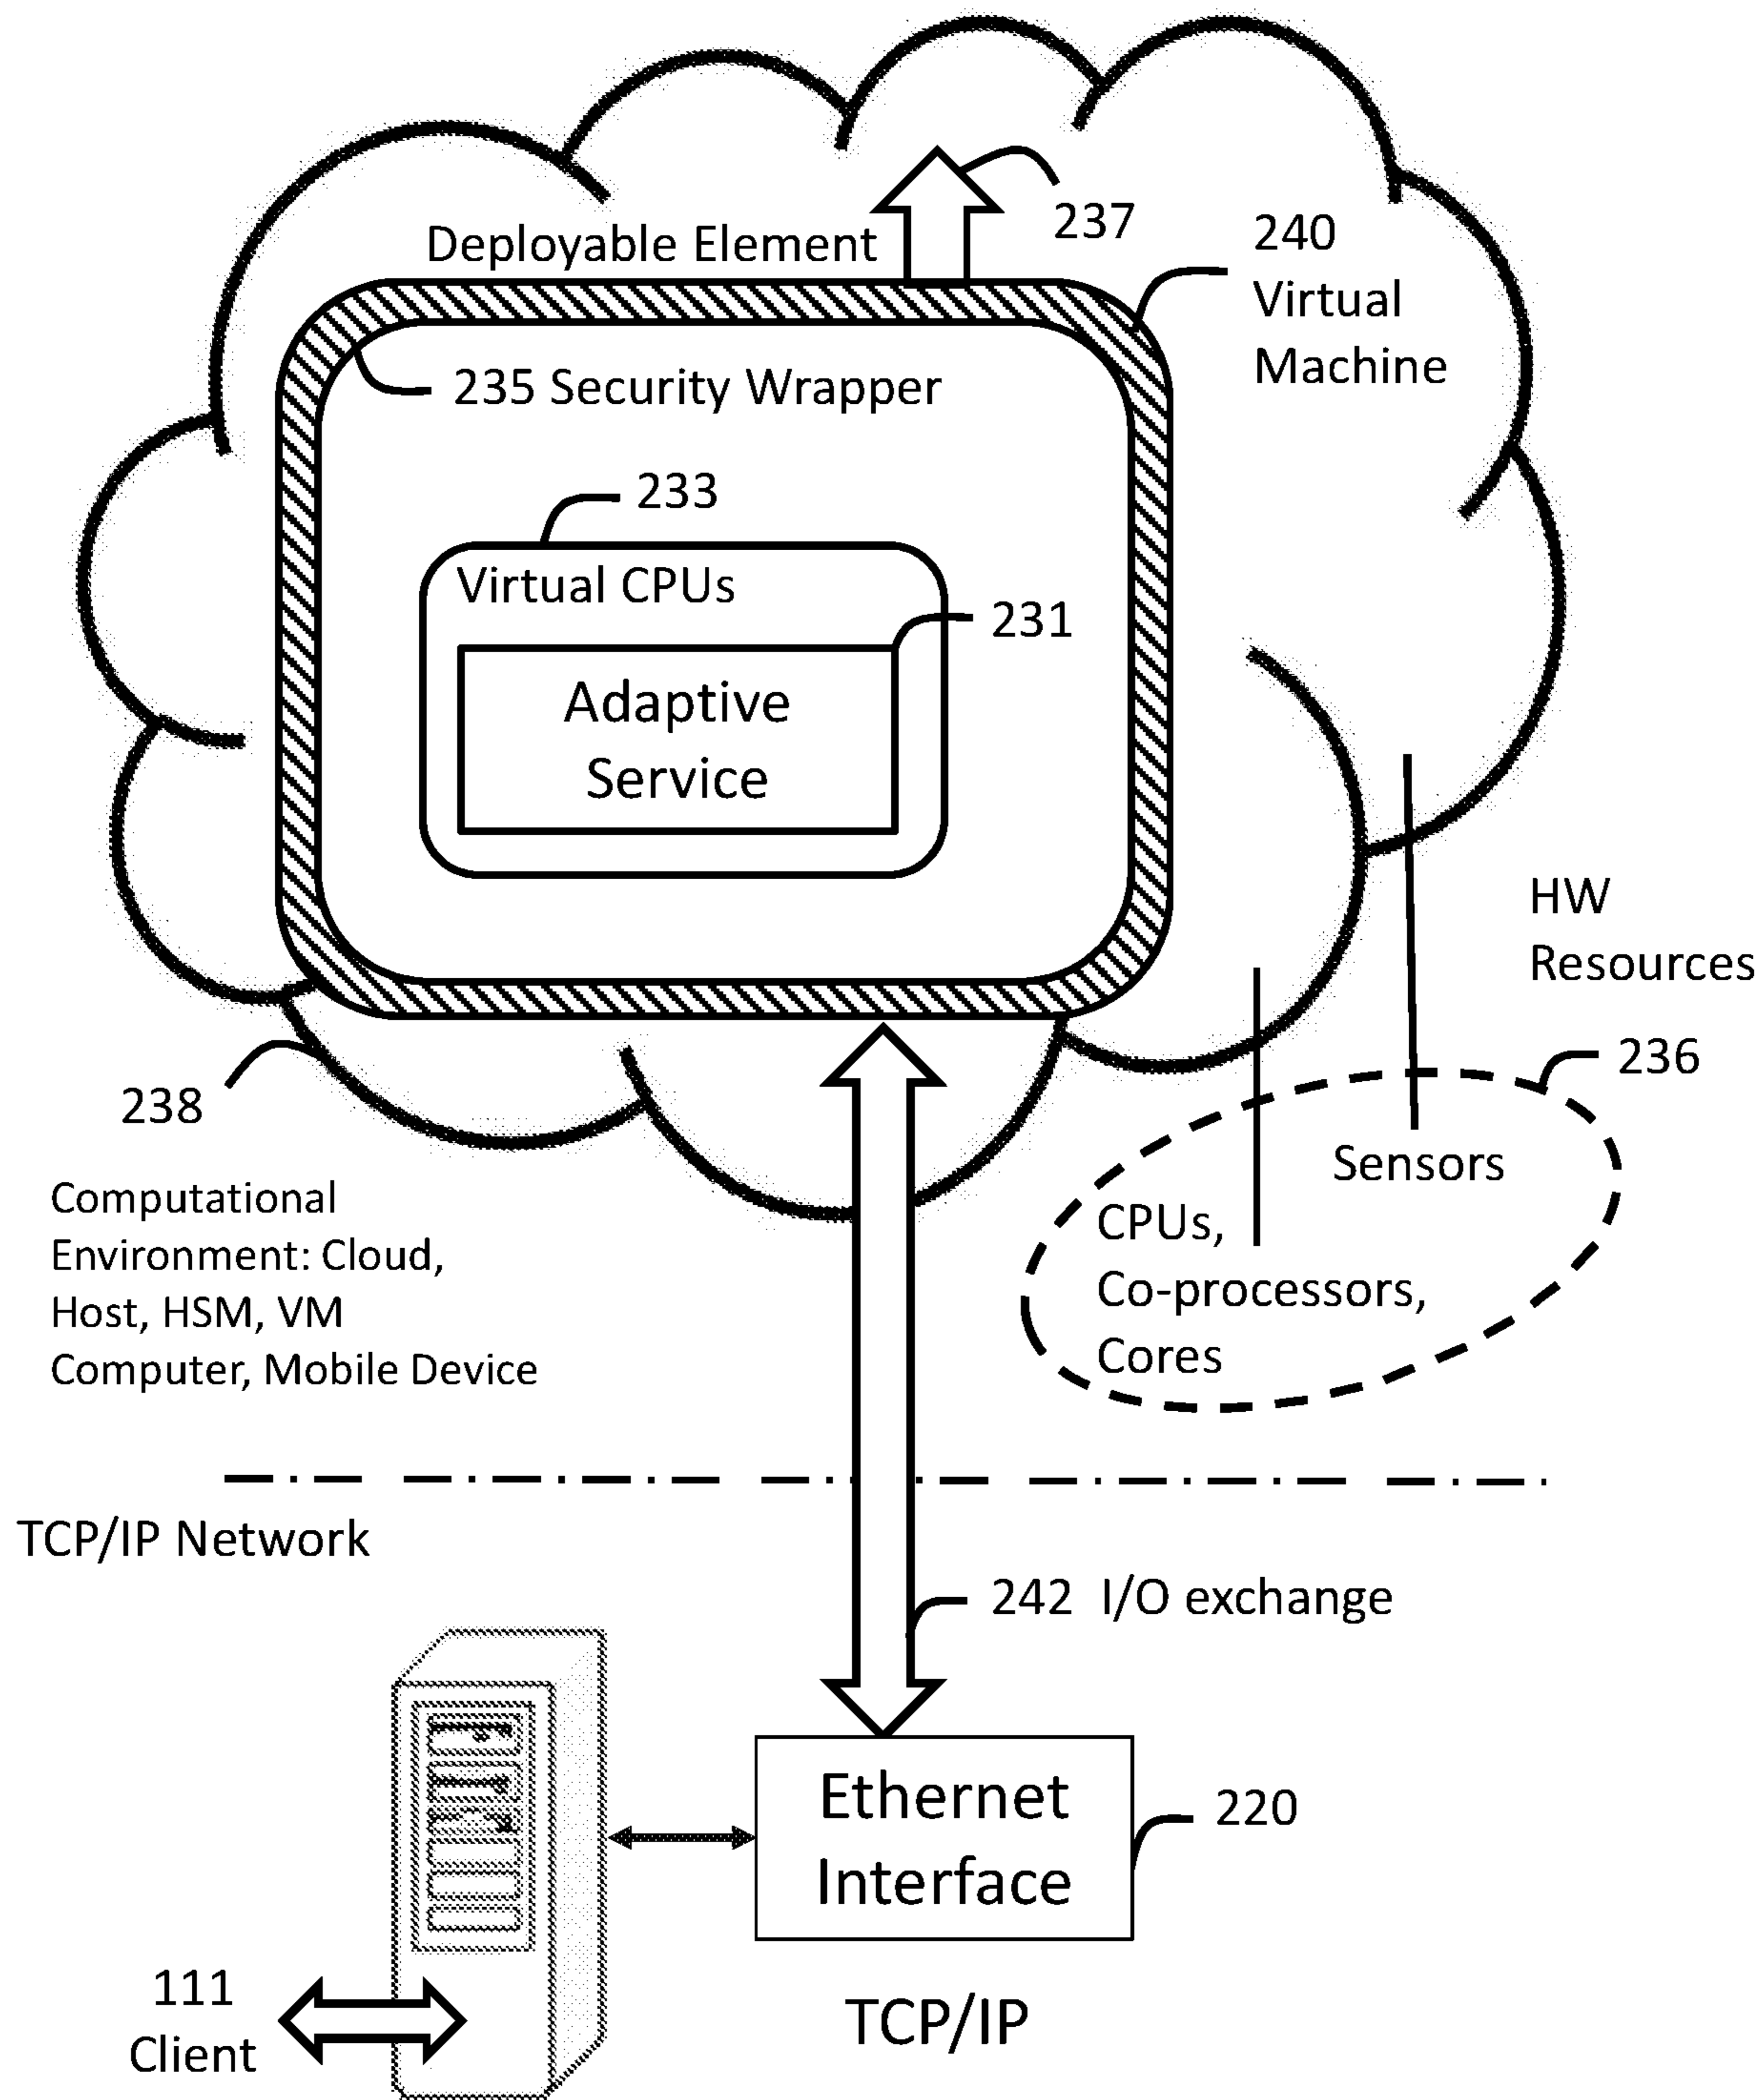 237
Deployable Element
240
Virtual
Machine
235 Security Wrapper
233
Virtual CPUs
231
Adaptive
Service
HW
Resources
236
238
Sensors
Computational
Environment: Cloud,
Host, HSM, VM
Computer, Mobile Device
CPUs,
Co-processors,
Cores
TCP/IP Network
242 I/O exchange
Ethernet
Interface
220
111
Client
TCP/IP